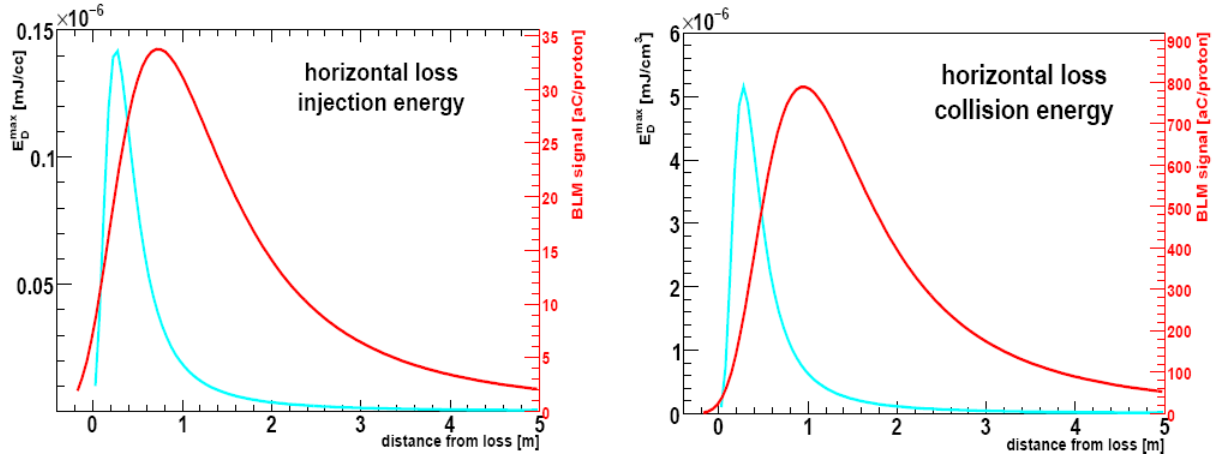 ×10⁻⁶
0.15
0.1
0.05
E_D^max [mJ/cc]
horizontal loss
injection energy
35
30
25
20
15
10
5
0
BLM signal [aC/proton]
0 1 2 3 4 5
distance from loss [m]
×10⁻⁶
6
5
4
3
2
1
0
E_D^max [mJ/cm³]
horizontal loss
collision energy
900
800
700
600
500
400
300
200
100
0
BLM signal [aC/proton]
0 1 2 3 4 5
distance from loss [m]